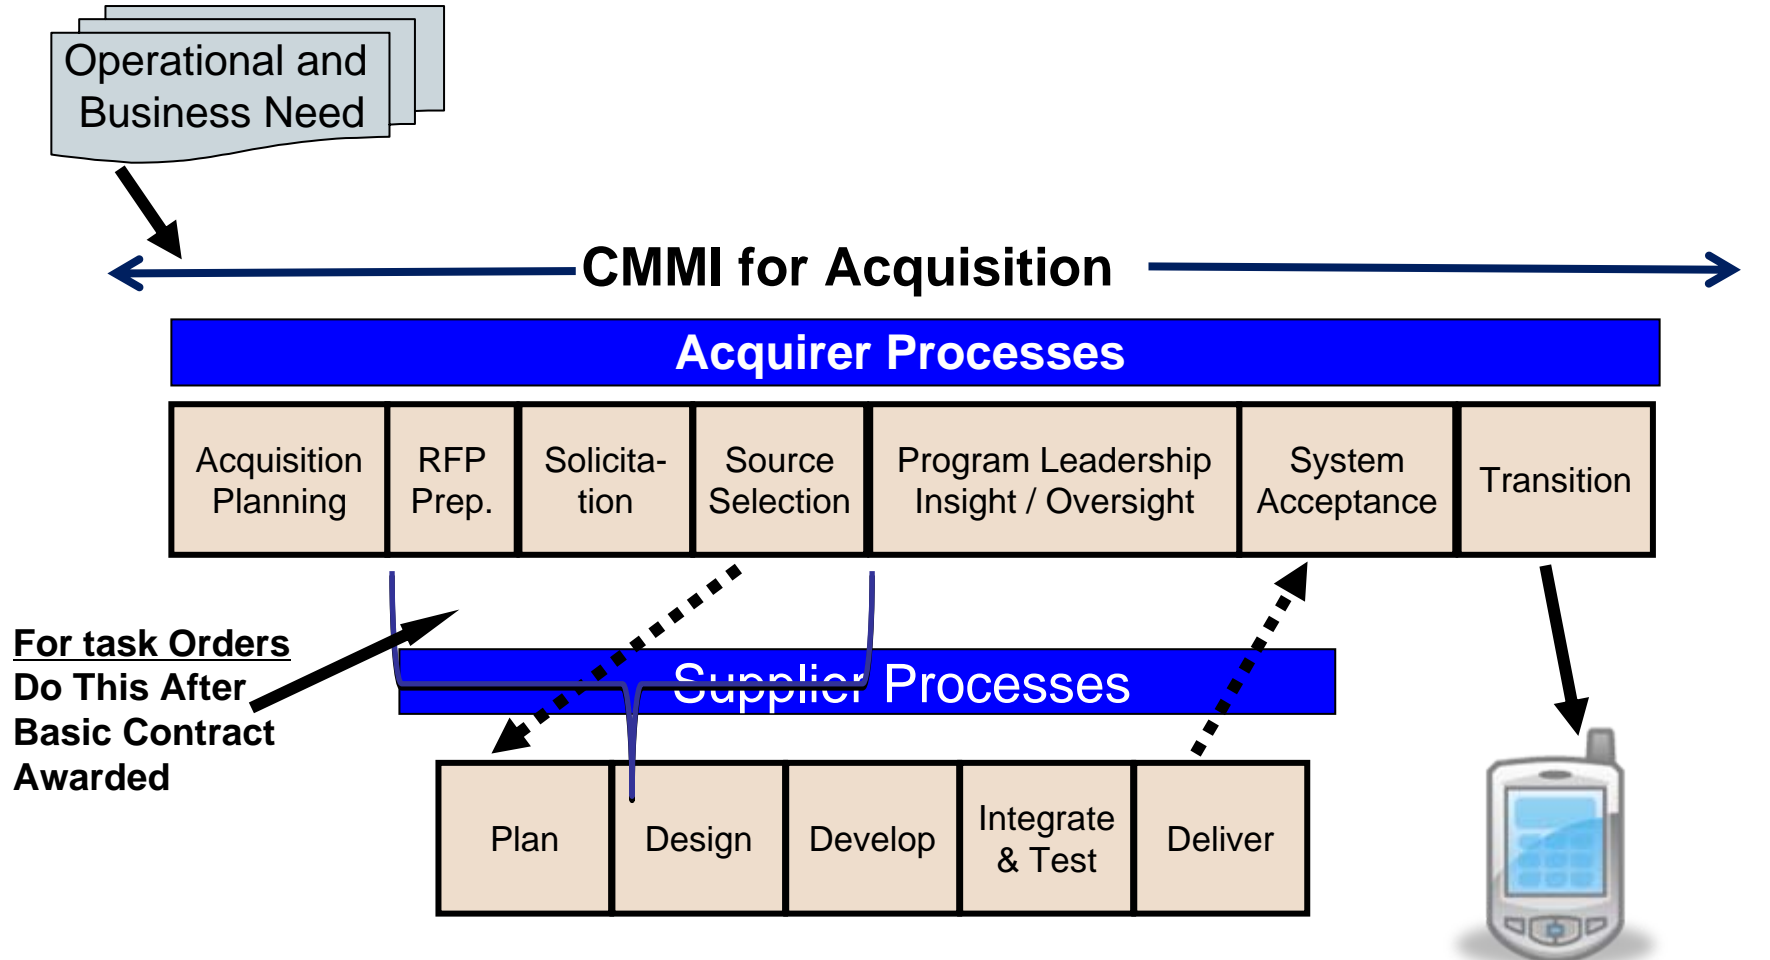 Operational and
Business Need
CMMI for Acquisition
Acquirer Processes
Acquisition
Planning
RFP
Prep.
Solicita-
tion
Source
Selection
Program Leadership
Insight / Oversight
System
Acceptance
Transition
For task Orders
Do This After
Basic Contract
Awarded
Supplier Processes
Plan
Design
Develop
Integrate
& Test
Deliver